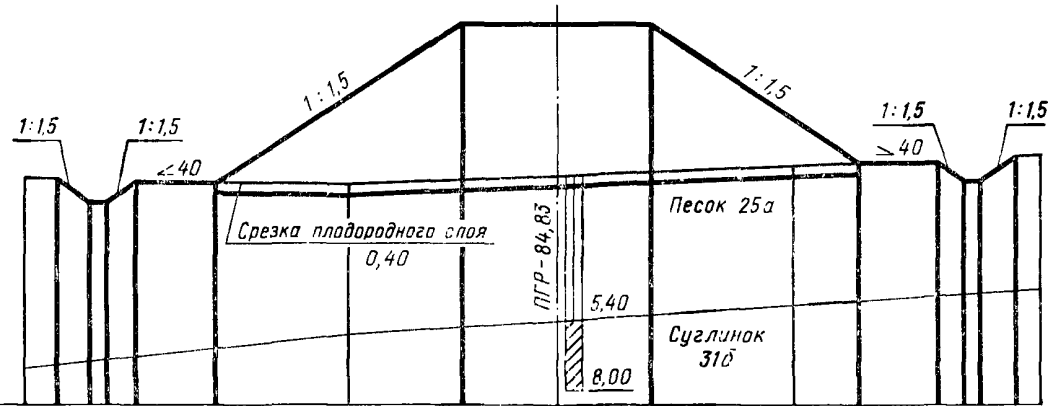 1:1,5
1:1,5
1:1,5
1:1,5
1:1,5
1:1,5
≤40
≥40
Срезка плодородного слоя
0,40
ПГР-84,83
Песок 25а
5,40
Суглинок
31б
8,00